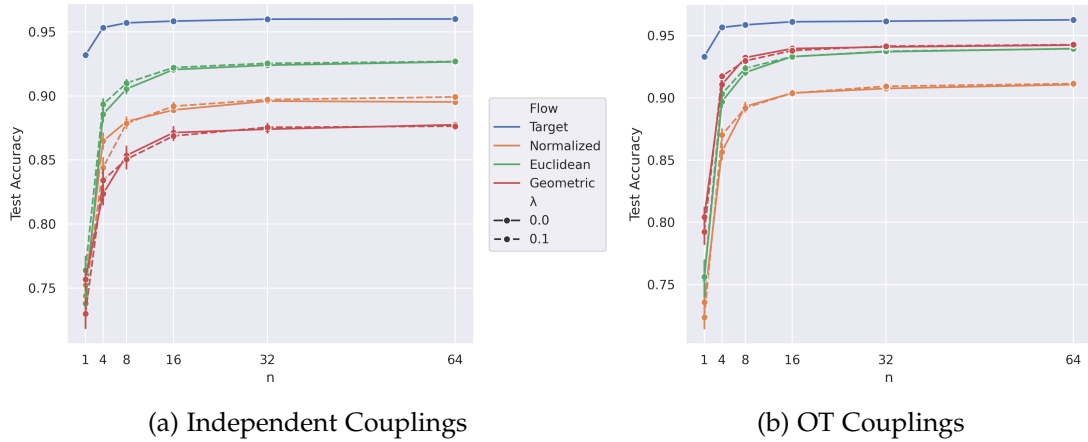 0.95
0.90
0.85
0.80
0.75
Test Accuracy
1 4 8 16 32 64
n
Flow
Target
Normalized
Euclidean
Geometric
λ
0.0
0.1
0.95
0.90
0.85
0.80
0.75
Test Accuracy
1 4 8 16 32 64
n
(a) Independent Couplings
(b) OT Couplings